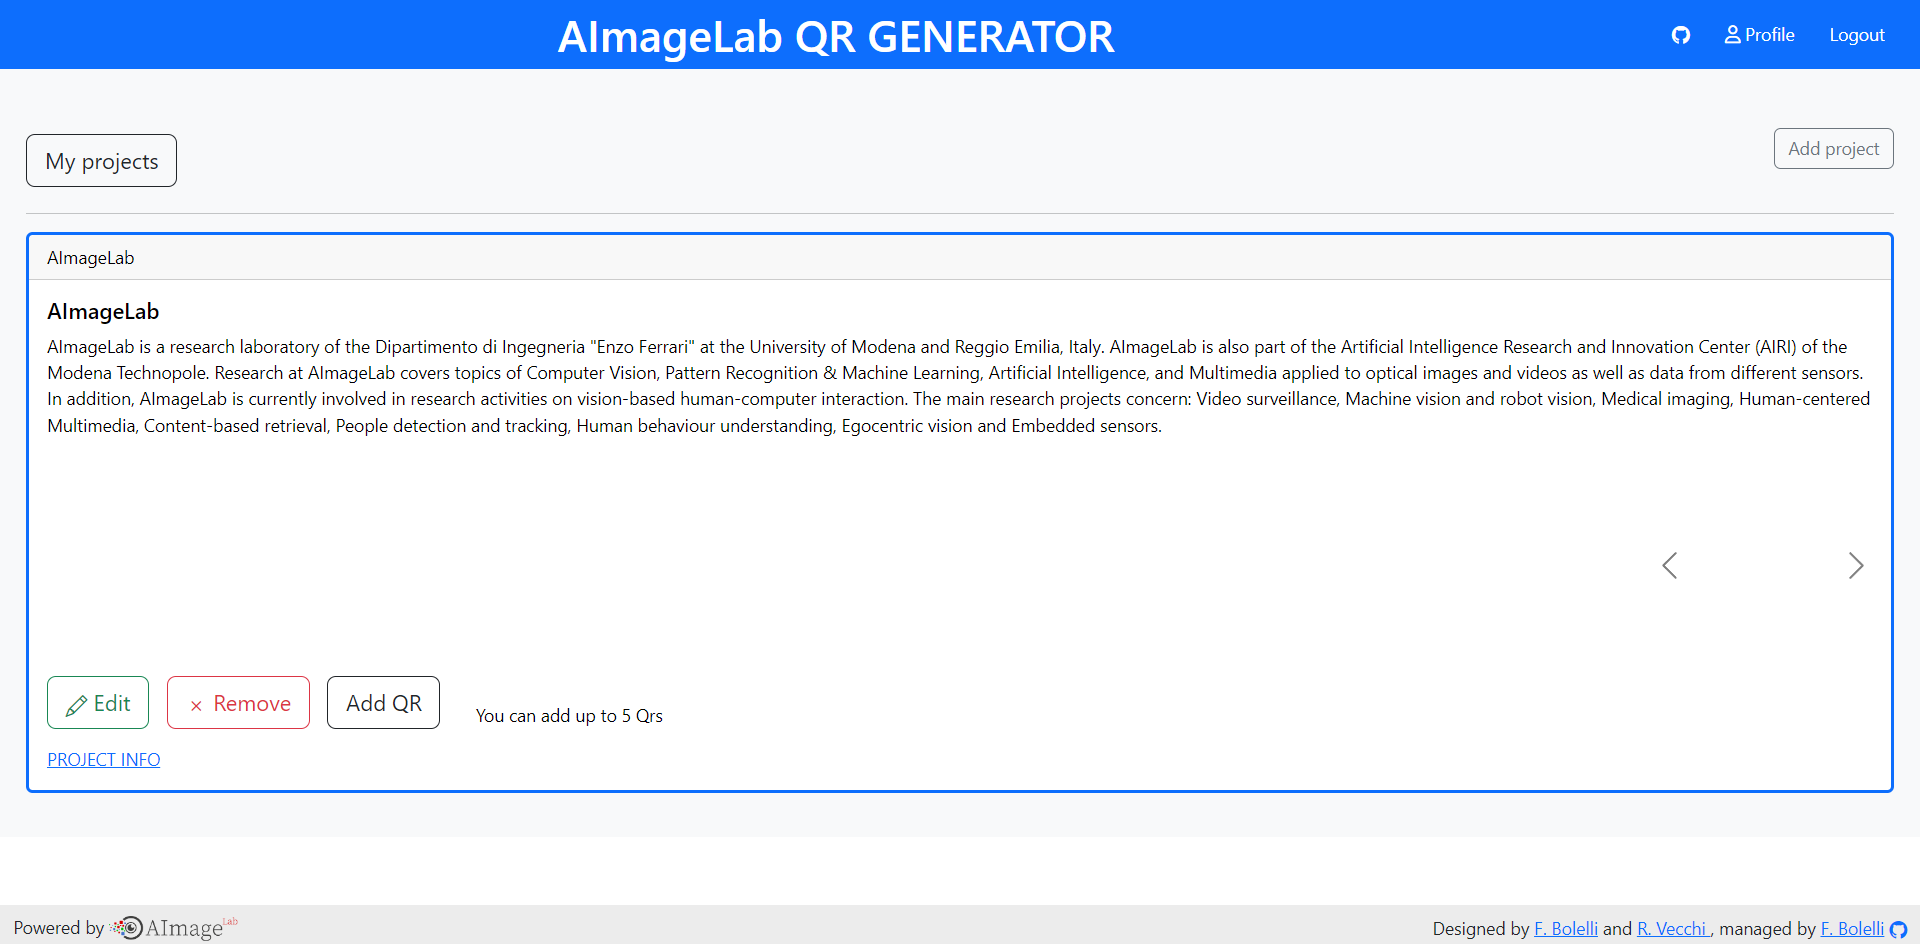 AImageLab QR GENERATOR
Profile
Logout
My projects
Add project
AImageLab
AImageLab
AImageLab is a research laboratory of the Dipartimento di Ingegneria "Enzo Ferrari" at the University of Modena and Reggio Emilia, Italy. AImageLab is also part of the Artificial Intelligence Research and Innovation Center (AIRI) of the
Modena Technopole. Research at AImageLab covers topics of Computer Vision, Pattern Recognition & Machine Learning, Artificial Intelligence, and Multimedia applied to optical images and videos as well as data from different sensors.
In addition, AImageLab is currently involved in research activities on vision-based human-computer interaction. The main research projects concern: Video surveillance, Machine vision and robot vision, Medical imaging, Human-centered
Multimedia, Content-based retrieval, People detection and tracking, Human behaviour understanding, Egocentric vision and Embedded sensors.
Edit
× Remove
Add QR
You can add up to 5 Qrs
PROJECT INFO
Powered by AImageLab
Designed by F. Bolelli and R. Vecchi , managed by F. Bolelli